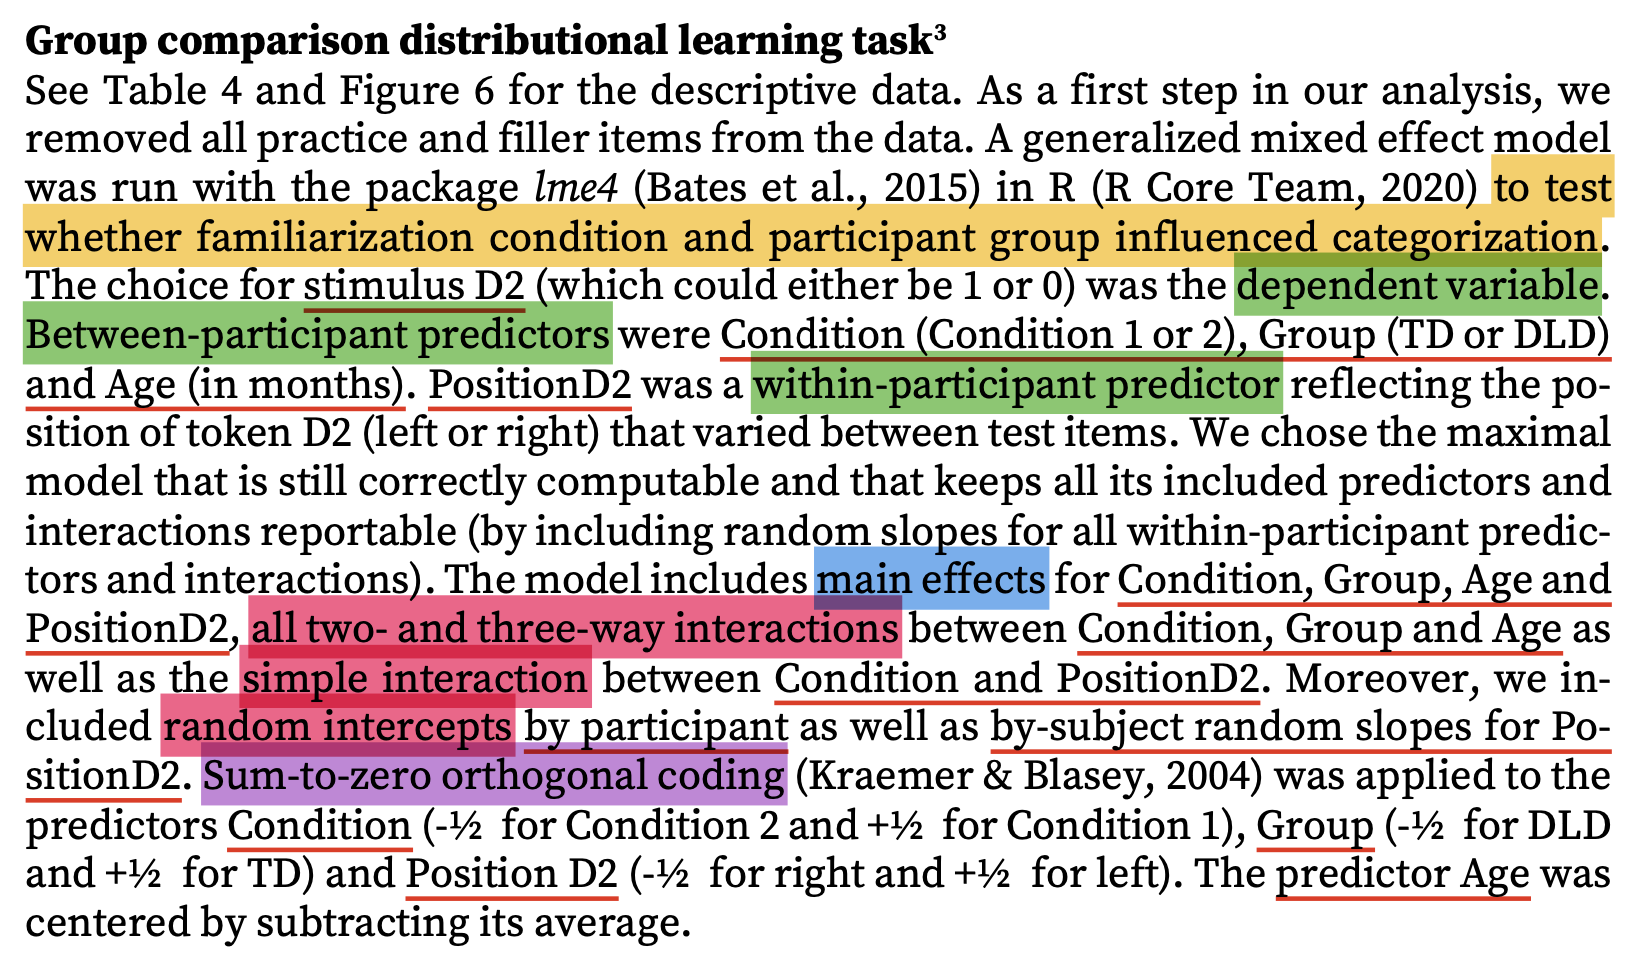 Group comparison distributional learning task³
See Table 4 and Figure 6 for the descriptive data. As a first step in our analysis, we
removed all practice and filler items from the data. A generalized mixed effect model
was run with the package lme4 (Bates et al., 2015) in R (R Core Team, 2020) to test
whether familiarization condition and participant group influenced categorization.
The choice for stimulus D2 (which could either be 1 or 0) was the dependent variable.
Between-participant predictors were Condition (Condition 1 or 2), Group (TD or DLD)
and Age (in months). PositionD2 was a within-participant predictor reflecting the po-
sition of token D2 (left or right) that varied between test items. We chose the maximal
model that is still correctly computable and that keeps all its included predictors and
interactions reportable (by including random slopes for all within-participant predic-
tors and interactions). The model includes main effects for Condition, Group, Age and
PositionD2, all two- and three-way interactions between Condition, Group and Age as
well as the simple interaction between Condition and PositionD2. Moreover, we in-
cluded random intercepts by participant as well as by-subject random slopes for Po-
sitionD2. Sum-to-zero orthogonal coding (Kraemer & Blasey, 2004) was applied to the
predictors Condition (-½ for Condition 2 and +½ for Condition 1), Group (-½ for DLD
and +½ for TD) and Position D2 (-½ for right and +½ for left). The predictor Age was
centered by subtracting its average.